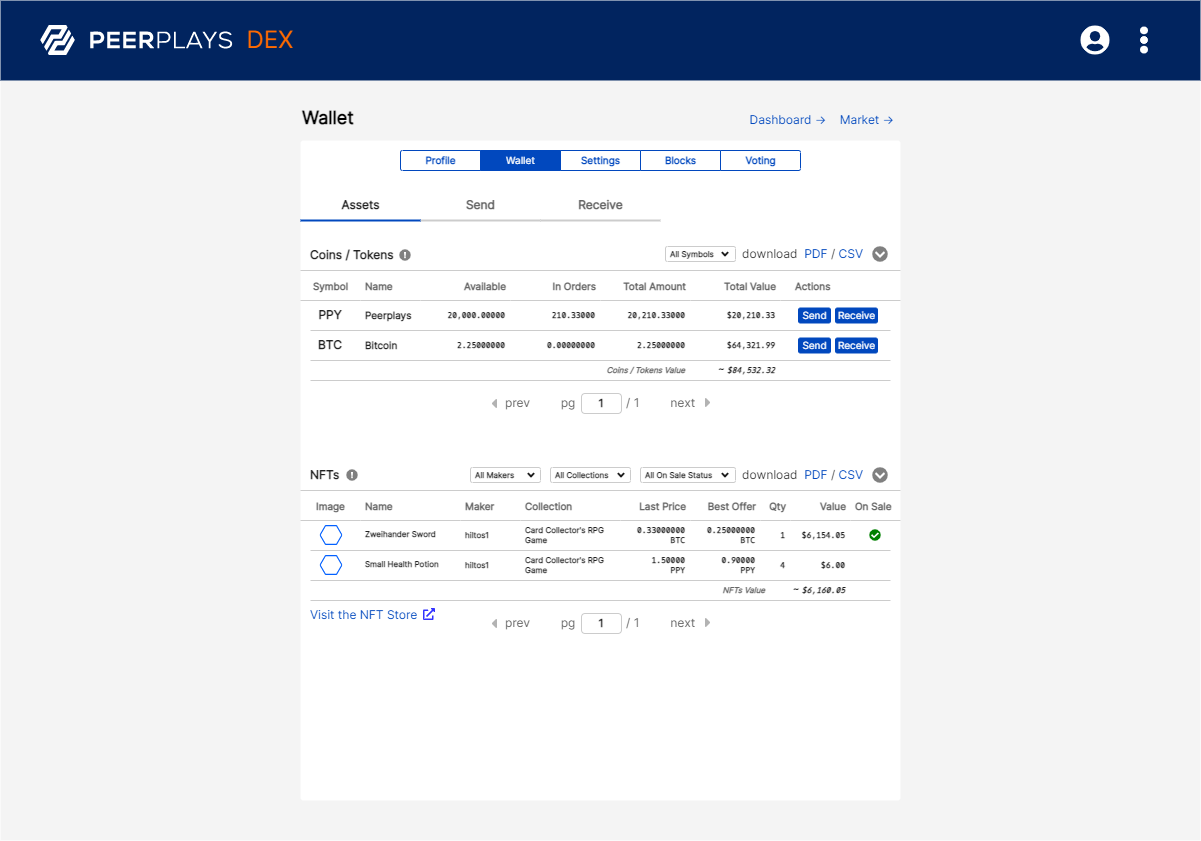 PEERPLAYS DEX
Wallet
Dashboard → Market →
Profile Wallet Settings Blocks Voting
Assets Send Receive
Coins / Tokens ! All Symbols download PDF / CSV
Symbol Name Available In Orders Total Amount Total Value Actions
PPY Peerplays 20,000.00000 210.33000 20,210.33000 $20,210.33 Send Receive
BTC Bitcoin 2.25000000 0.00000000 2.25000000 $64,321.99 Send Receive
Coins / Tokens Value ~ $84,532.32
prev pg 1 / 1 next
NFTs ! All Makers All Collections All On Sale Status download PDF / CSV
Image Name Maker Collection Last Price Best Offer Qty Value On Sale
Zweihander Sword hiltos1 Card Collector's RPG Game 0.33000000 BTC 0.25000000 BTC 1 $6,154.05
Small Health Potion hiltos1 Card Collector's RPG Game 1.50000 PPY 0.90000 PPY 4 $6.00
NFTs Value ~ $6,160.05
Visit the NFT Store prev pg 1 / 1 next